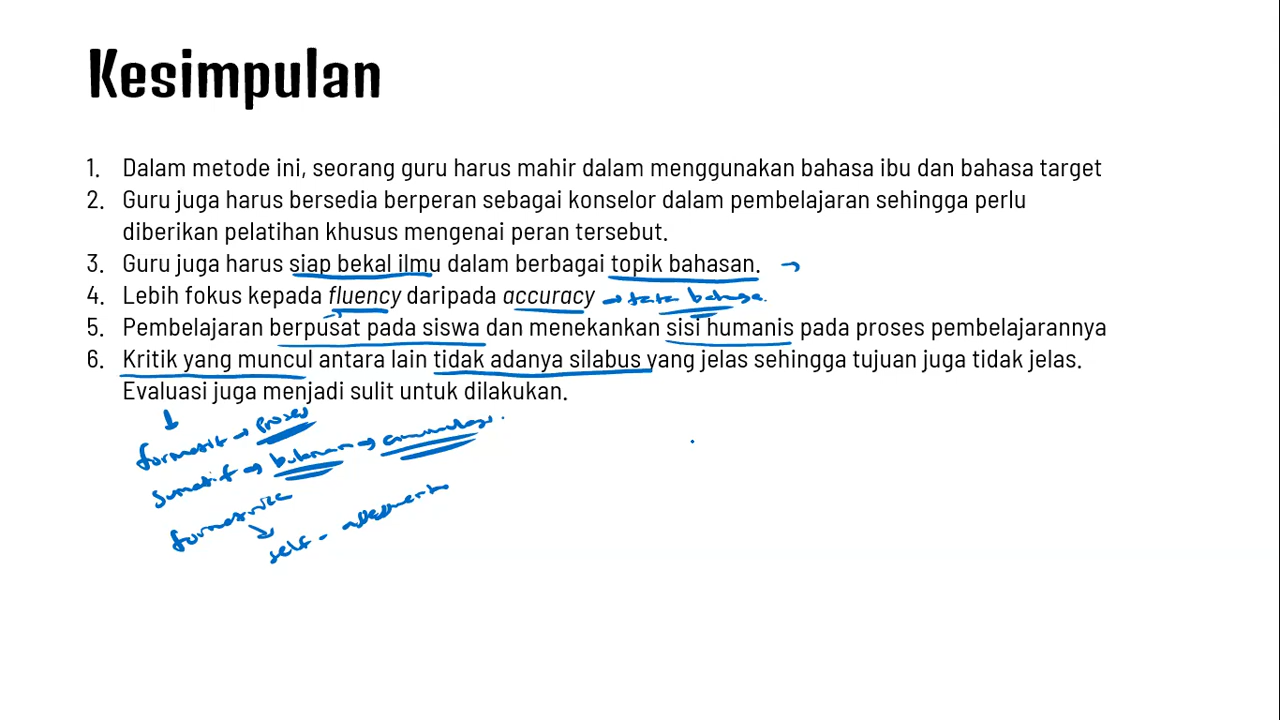 Kesimpulan
1. Dalam metode ini, seorang guru harus mahir dalam menggunakan bahasa ibu dan bahasa target
2. Guru juga harus bersedia berperan sebagai konselor dalam pembelajaran sehingga perlu
diberikan pelatihan khusus mengenai peran tersebut.
3. Guru juga harus siap bekal ilmu dalam berbagai topik bahasan. →
4. Lebih fokus kepada fluency daripada accuracy → tata bahasa.
5. Pembelajaran berpusat pada siswa dan menekankan sisi humanis pada proses pembelajarannya
6. Kritik yang muncul antara lain tidak adanya silabus yang jelas sehingga tujuan juga tidak jelas.
Evaluasi juga menjadi sulit untuk dilakukan.
↓
formatif → proses
sumatif →
↘
self -